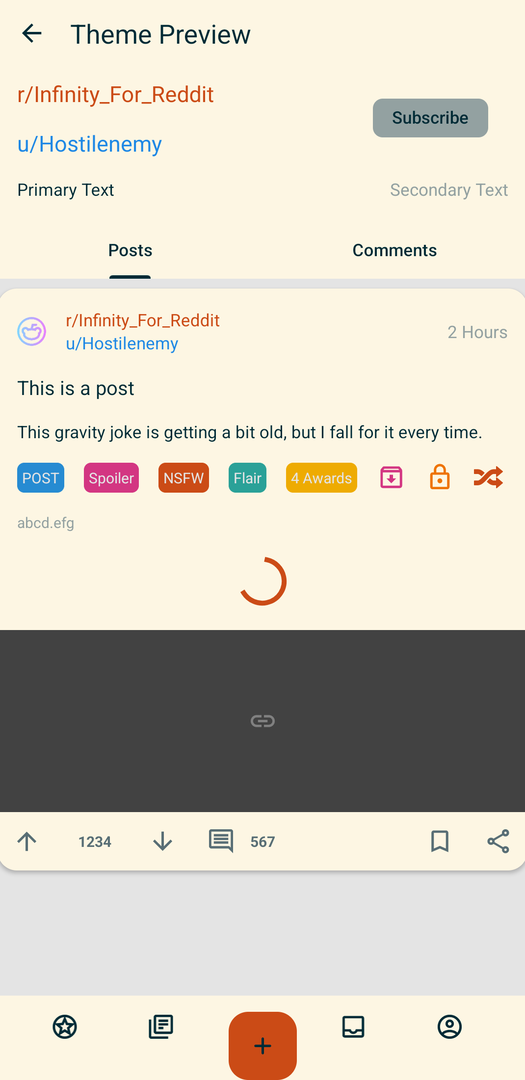 Theme Preview
r/Infinity_For_Reddit
Subscribe
u/Hostilenemy
Primary Text
Secondary Text
Posts
Comments
r/Infinity_For_Reddit
u/Hostilenemy
2 Hours
This is a post
This gravity joke is getting a bit old, but I fall for it every time.
POST Spoiler NSFW Flair 4 Awards
abcd.efg
1234 567